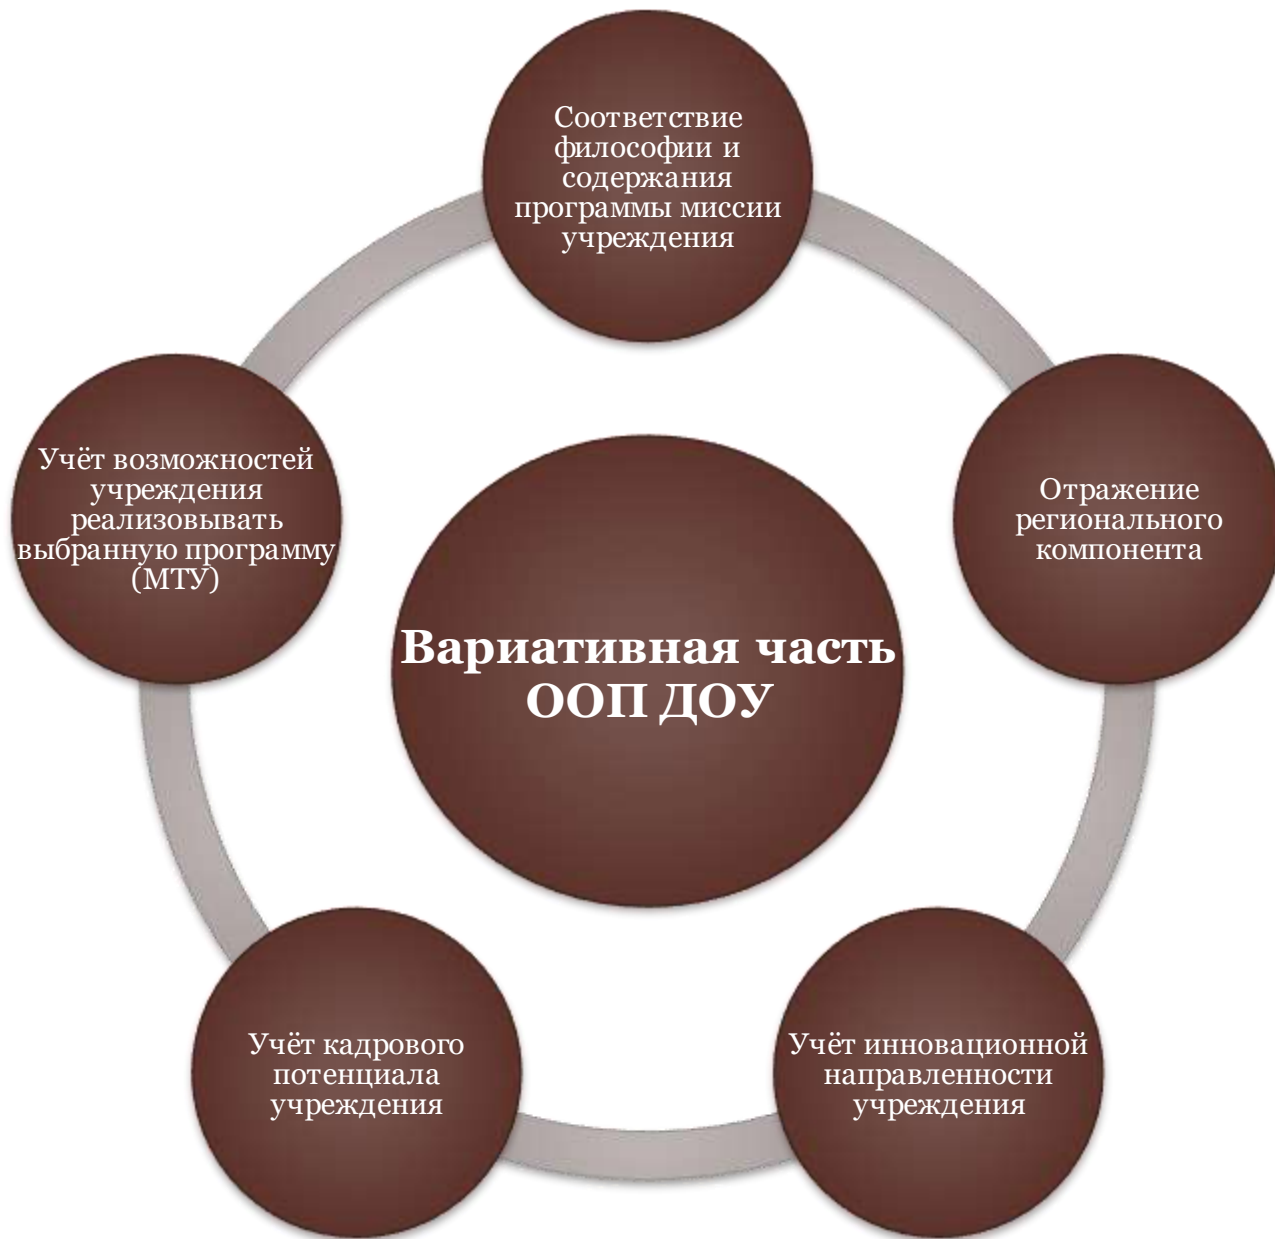 Соответствие
философии и
содержания
программы миссии
учреждения
Отражение
регионального
компонента
Учёт инновационной
направленности
учреждения
Учёт кадрового
потенциала
учреждения
Учёт возможностей
учреждения
реализовывать
выбранную программу
(МТУ)
Вариативная часть
ООП ДОУ